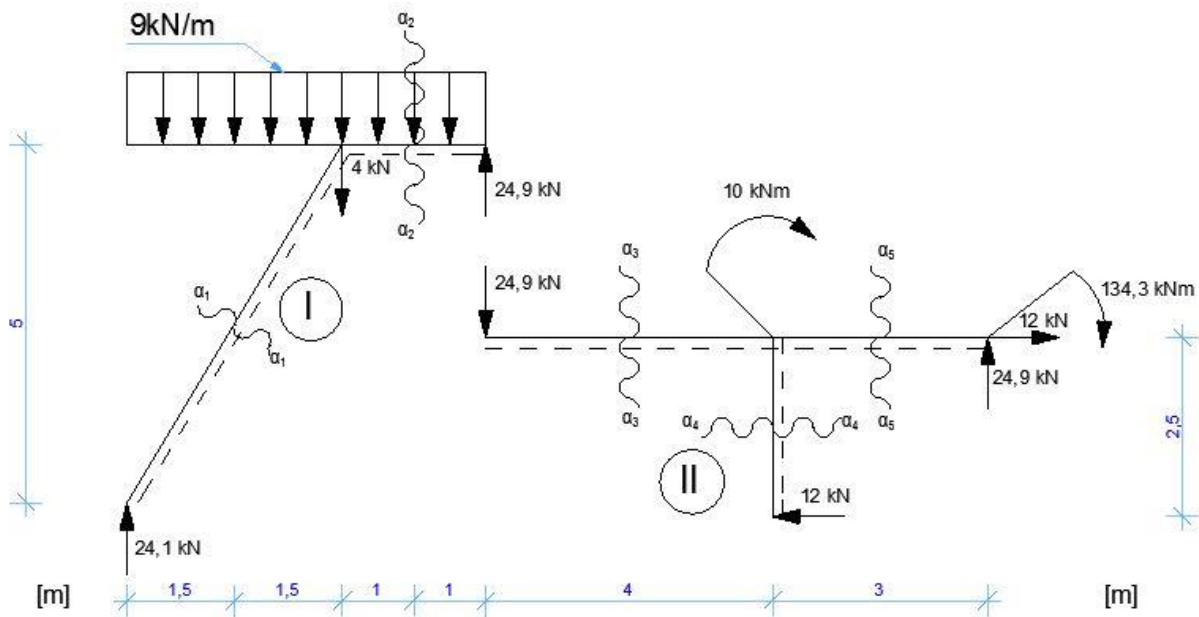 9kN/m
α₂
4 kN
24,9 kN
α₂
10 kNm
α₃
α₅
24,9 kN
134,3 kNm
α₁
I
12 kN
5
α₁
24,9 kN
α₃
α₅
α₄
α₄
2,5
II
12 kN
24,1 kN
[m]
1,5
1,5
1
1
4
3
[m]